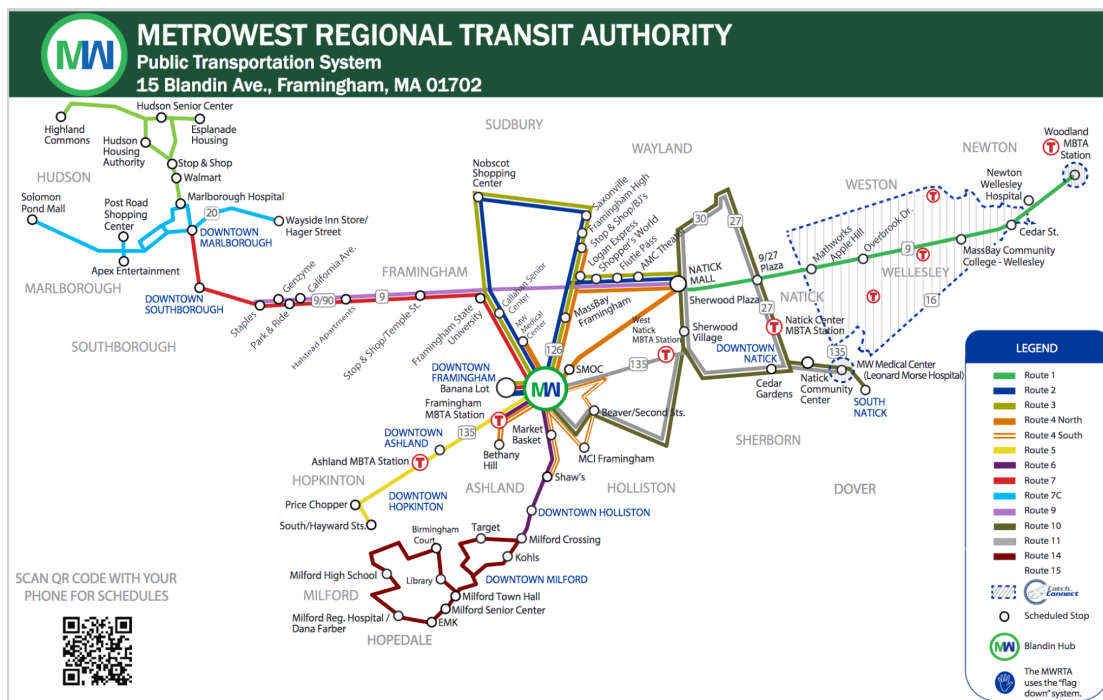 MW
METROWEST REGIONAL TRANSIT AUTHORITY
Public Transportation System
15 Blandin Ave., Framingham, MA 01702
Hudson Senior Center
Highland
Commons
Esplanade
Housing
Hudson
Housing
Authority
Stop & Shop
Walmart
HUDSON
Solomon
Pond Mall
Post Road
Shopping
Center
Marlborough Hospital
20
Wayside Inn Store/
Hager Street
DOWNTOWN
MARLBOROUGH
Apex Entertainment
MARLBOROUGH
DOWNTOWN
SOUTHBOROUGH
SOUTHBOROUGH
Staples
Genzyme
Park & Ride
California Ave.
9/90
Halstead Apartments
9
Stop & Shop/Temple St.
FRAMINGHAM
Framingham State
University
Callahan Senior
Center
MW
Medical
Center
SUDBURY
Nobscot
Shopping
Center
Saxonville
Framingham High
Stop & Shop/BJ's
Logan Express
Shopper's World
Flutie Pass
AMC Theatre
WAYLAND
30
27
NATICK
MALL
Sherwood Plaza
9/27
Plaza
MassBay
Framingham
126
SMOC
West
Natick
MBTA Station
T
135
Sherwood
Village
NATICK
27
T
Natick Center
MBTA Station
DOWNTOWN
NATICK
Cedar
Gardens
Natick
Community
Center
135
MW Medical Center
(Leonard Morse Hospital)
SOUTH
NATICK
NEWTON
Woodland
MBTA
Station
T
Newton
Wellesley
Hospital
WESTON
T
Cedar St.
MassBay Community
College - Wellesley
Mathworks
Apple Hill
Overbrook Dr.
9
T
WELLESLEY
T
16
DOWNTOWN
FRAMINGHAM
Banana Lot
MW
Framingham
MBTA Station
T
Bethany
Hill
Market
Basket
Beaver/Second Sts.
MCI Framingham
Shaw's
135
SHERBORN
DOVER
HOLLISTON
ASHLAND
135
DOWNTOWN
ASHLAND
Ashland MBTA Station
T
HOPKINTON
DOWNTOWN
HOPKINTON
Price Chopper
South/Hayward Sts.
DOWNTOWN HOLLISTON
Milford Crossing
Target
Kohls
DOWNTOWN MILFORD
Birmingham
Court
Milford High School
Library
MILFORD
Milford Town Hall
Milford Senior Center
EMK
Milford Reg. Hospital /
Dana Farber
HOPEDALE
SCAN QR CODE WITH YOUR
PHONE FOR SCHEDULES
LEGEND
Route 1
Route 2
Route 3
Route 4 North
Route 4 South
Route 5
Route 6
Route 7
Route 7C
Route 9
Route 10
Route 11
Route 14
Route 15
Catch
Connect
Scheduled Stop
MW
Blandin Hub
The MWRTA
uses the "flag
down" system.